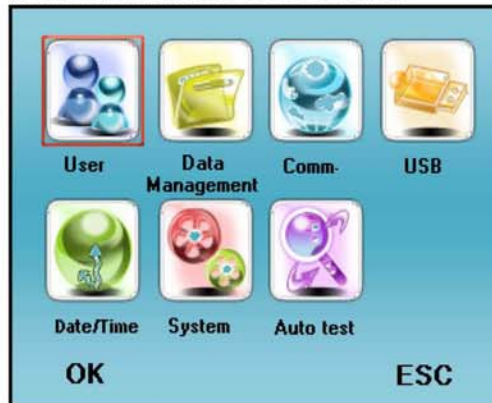 User Data Comm- USB
Management
Date/Time System Auto test
OK ESC